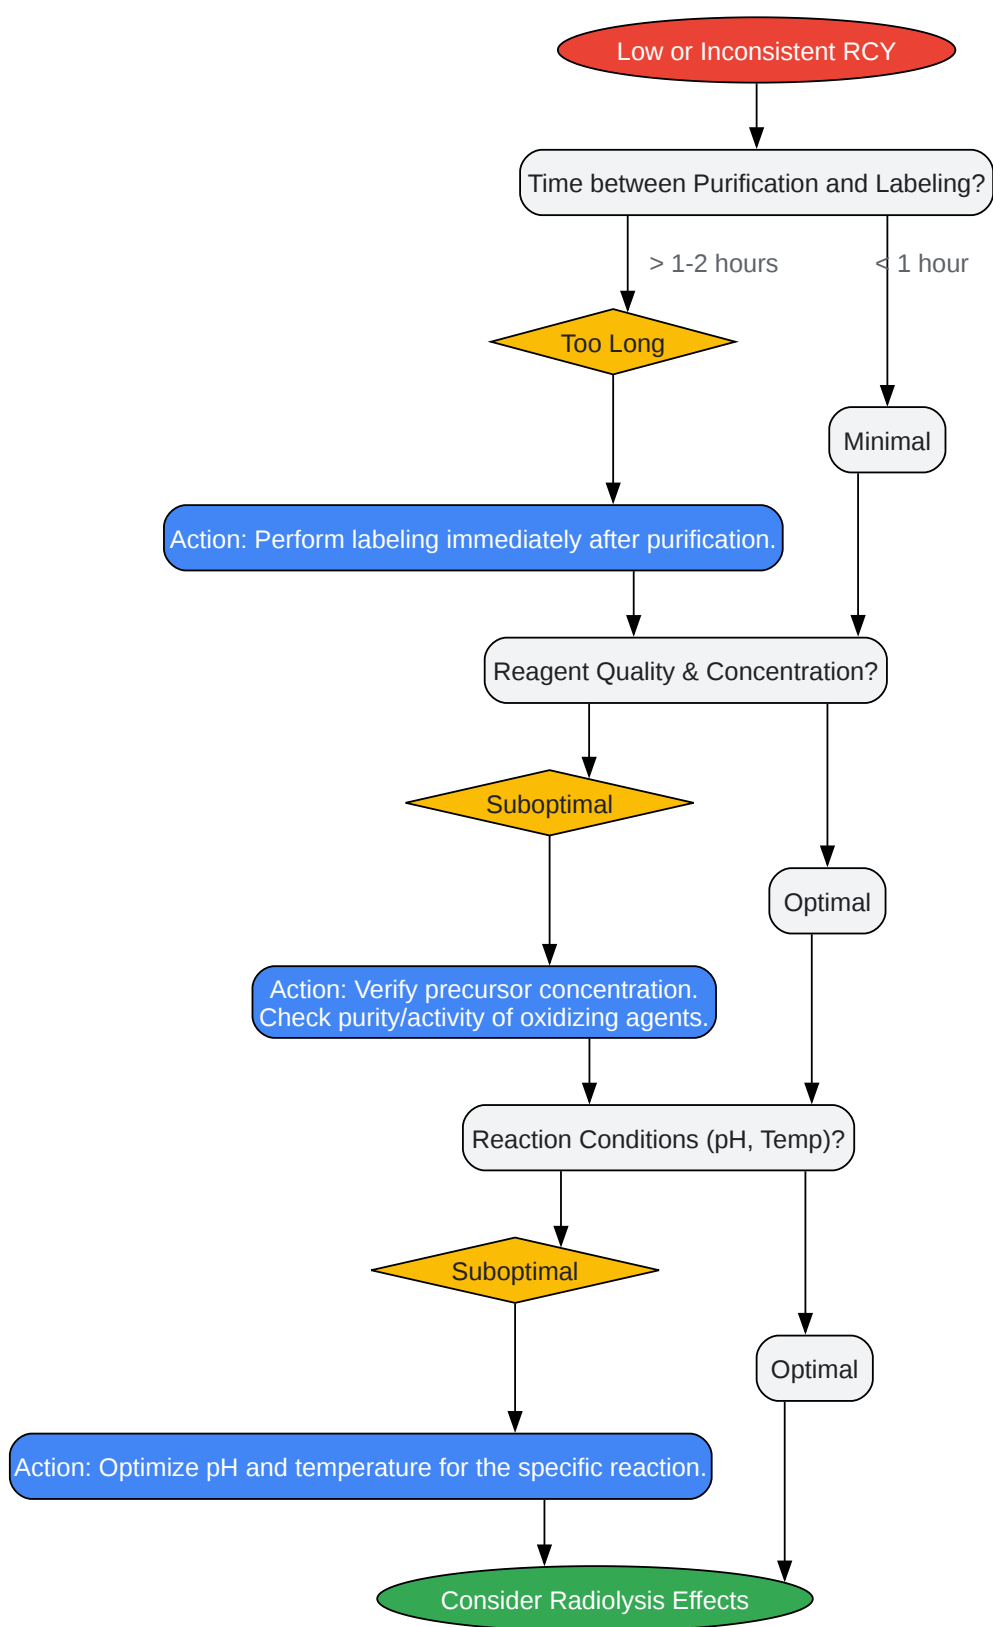 Low or Inconsistent RCY
Time between Purification and Labeling?
> 1-2 hours
< 1 hour
Too Long
Minimal
Action: Perform labeling immediately after purification.
Reagent Quality & Concentration?
Suboptimal
Optimal
Action: Verify precursor concentration.
Check purity/activity of oxidizing agents.
Reaction Conditions (pH, Temp)?
Suboptimal
Optimal
Action: Optimize pH and temperature for the specific reaction.
Consider Radiolysis Effects